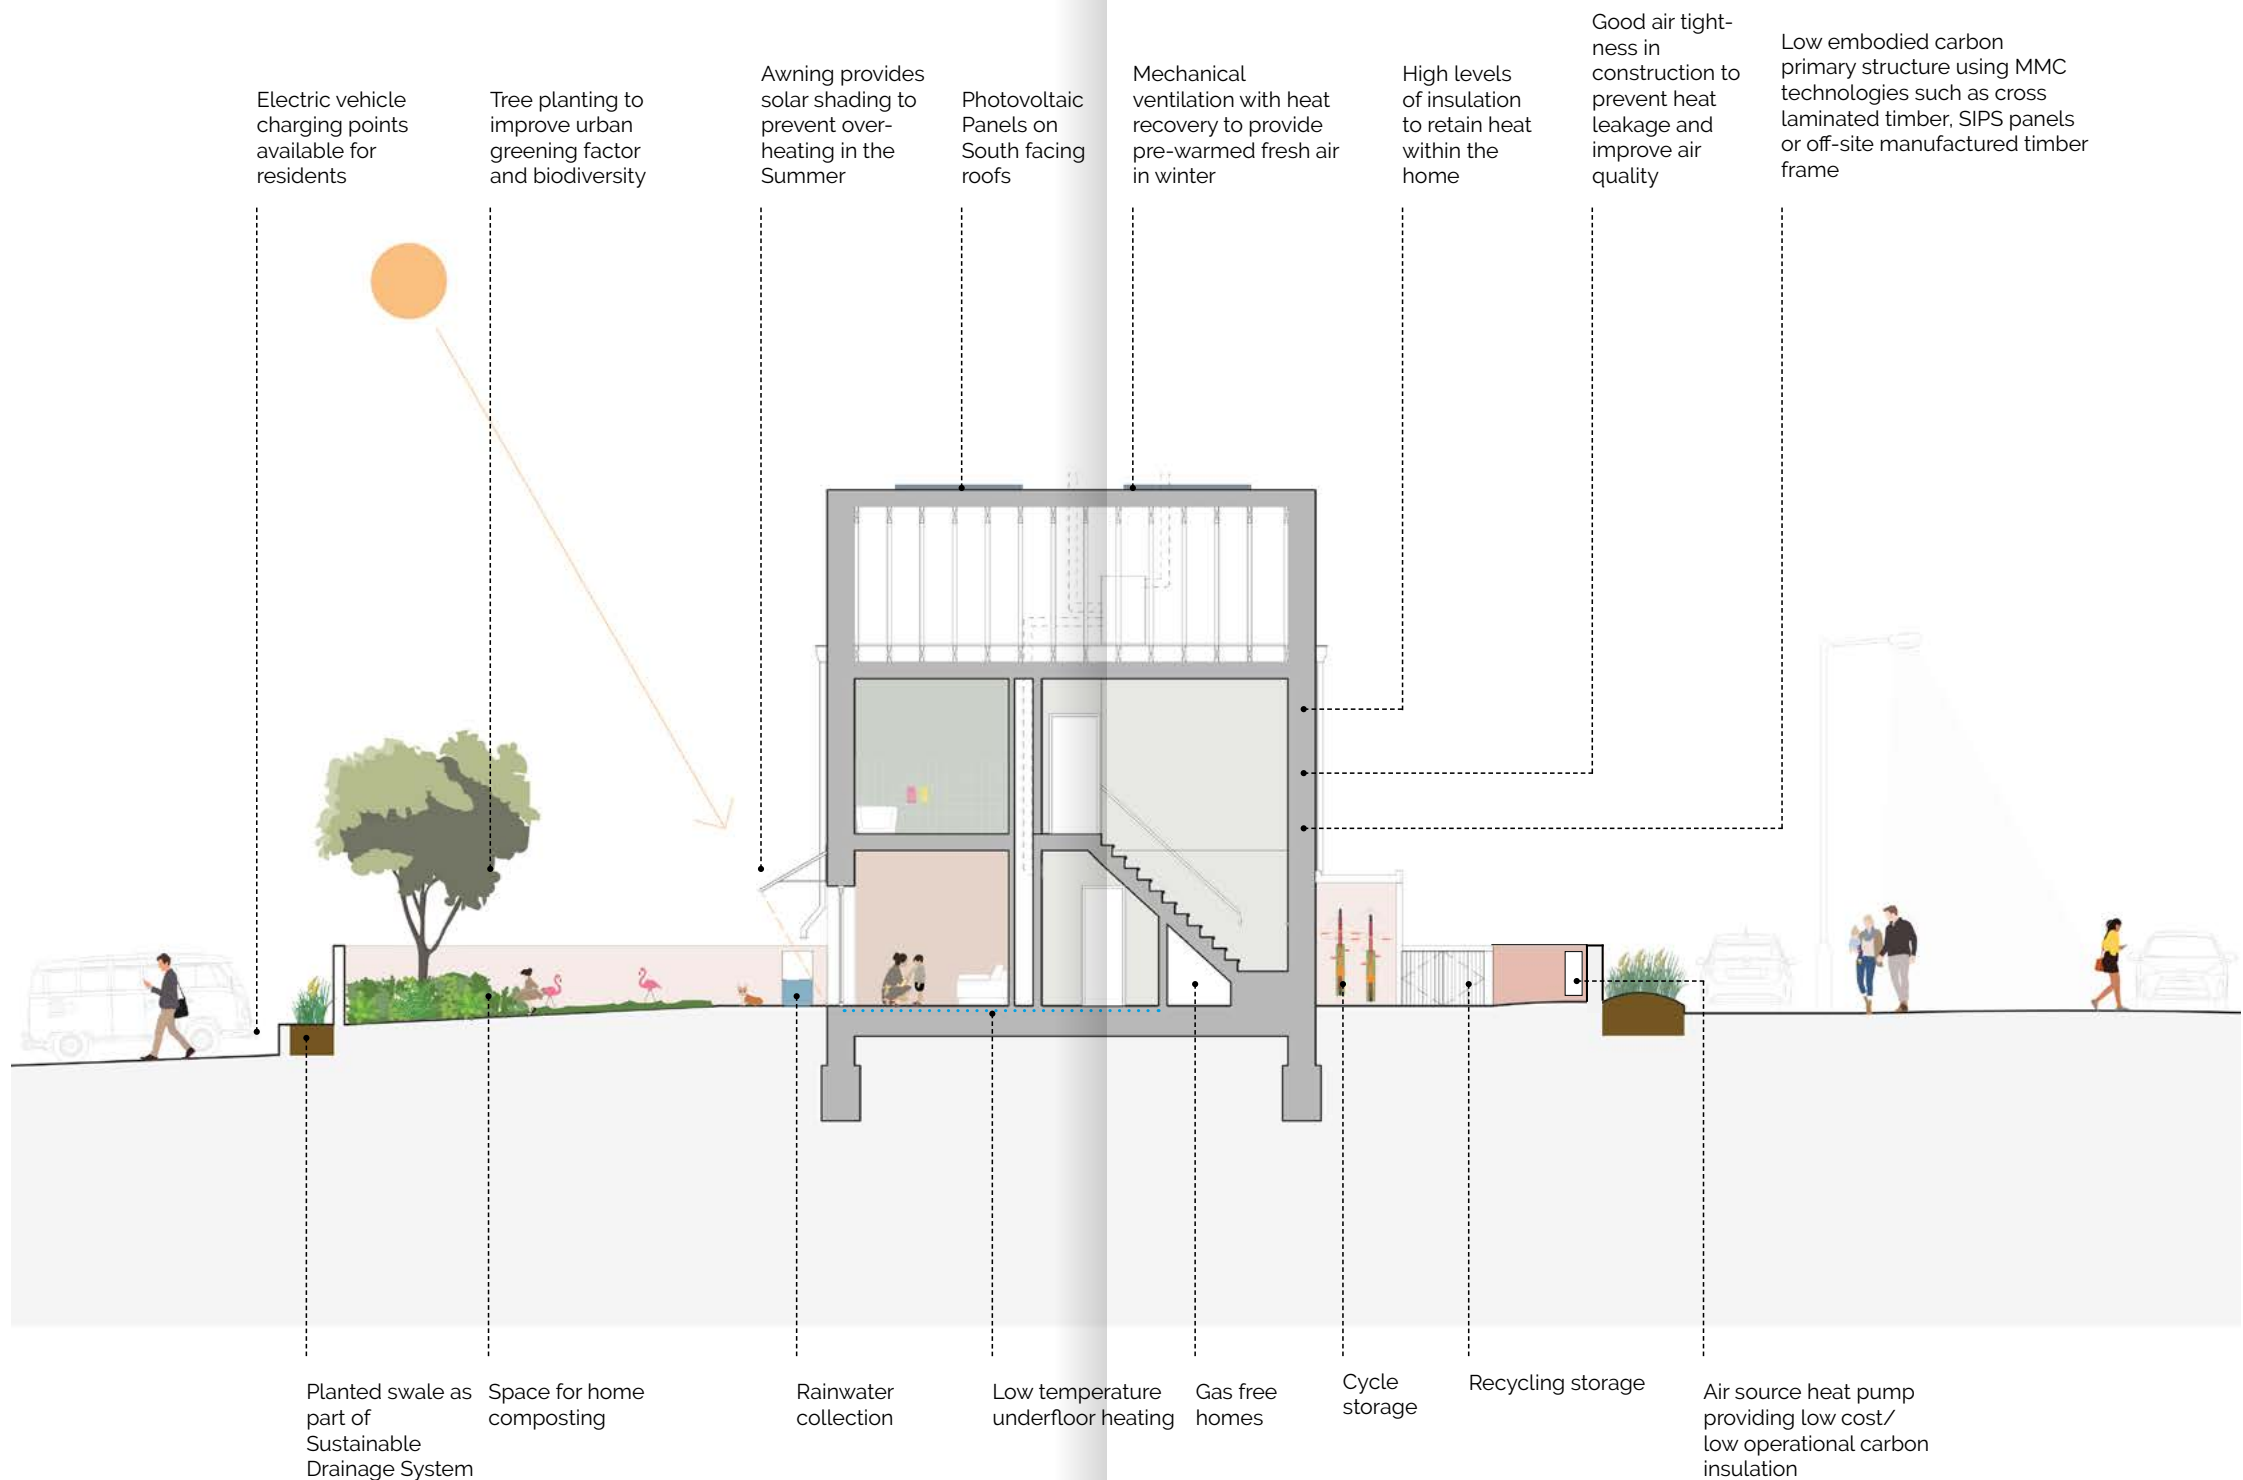 Electric vehicle
charging points
available for
residents
Tree planting to
improve urban
greening factor
and biodiversity
Awning provides
solar shading to
prevent over-
heating in the
Summer
Photovoltaic
Panels on
South facing
roofs
Mechanical
ventilation with heat
recovery to provide
pre-warmed fresh air
in winter
High levels
of insulation
to retain heat
within the
home
Good air tight-
ness in
construction to
prevent heat
leakage and
improve air
quality
Low embodied carbon
primary structure using MMC
technologies such as cross
laminated timber, SIPS panels
or off-site manufactured timber
frame
Planted swale as
part of
Sustainable
Drainage System
Space for home
composting
Rainwater
collection
Low temperature
underfloor heating
Gas free
homes
Cycle
storage
Recycling storage
Air source heat pump
providing low cost/
low operational carbon
insulation